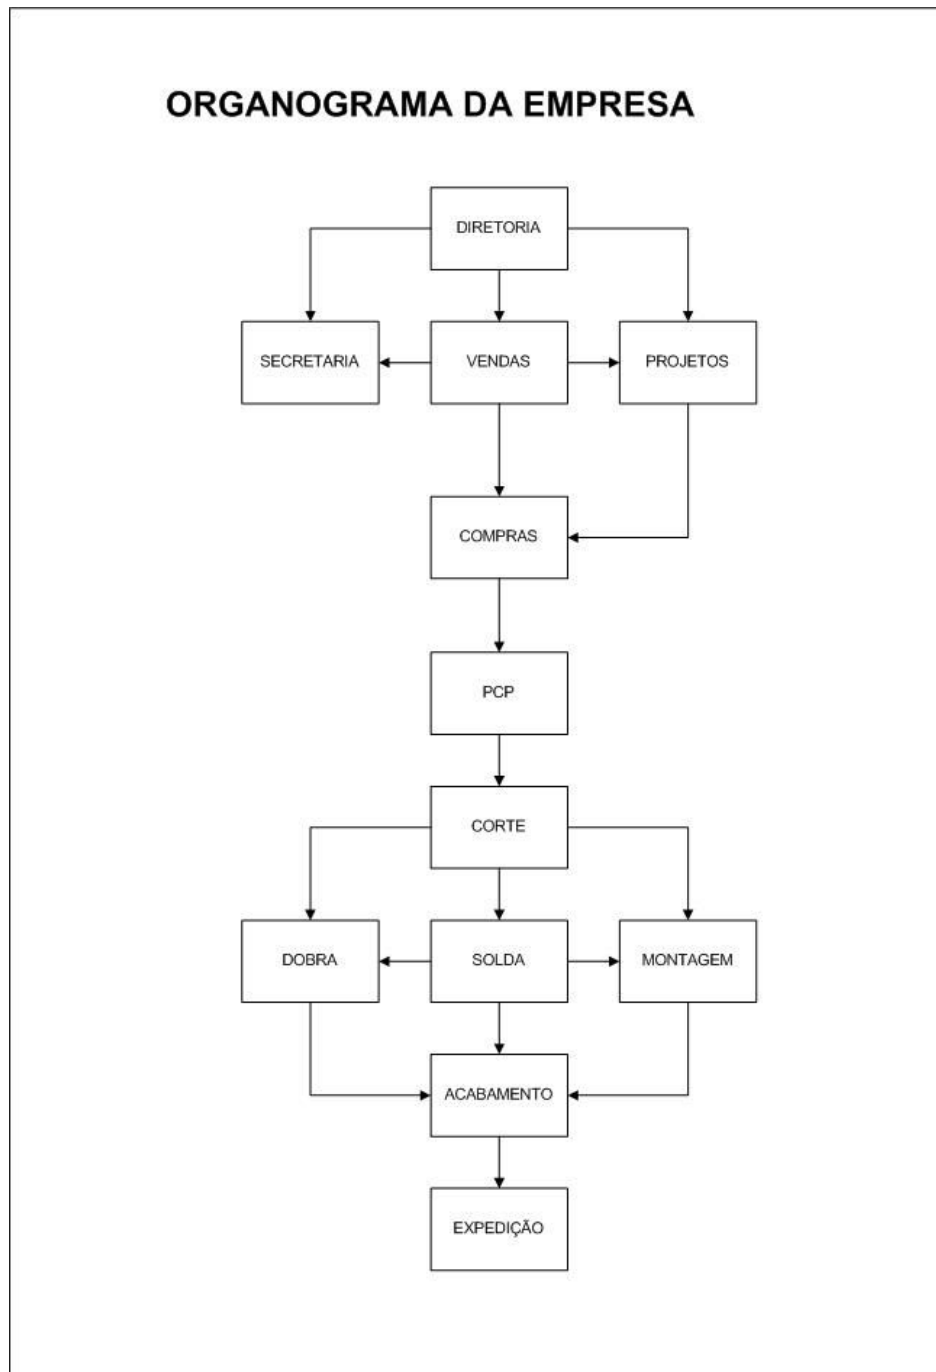 ORGANOGRAMA DA EMPRESA
DIRETORIA
SECRETARIA
VENDAS
PROJETOS
COMPRAS
PCP
CORTE
DOBRA
SOLDA
MONTAGEM
ACABAMENTO
EXPEDIÇÃO